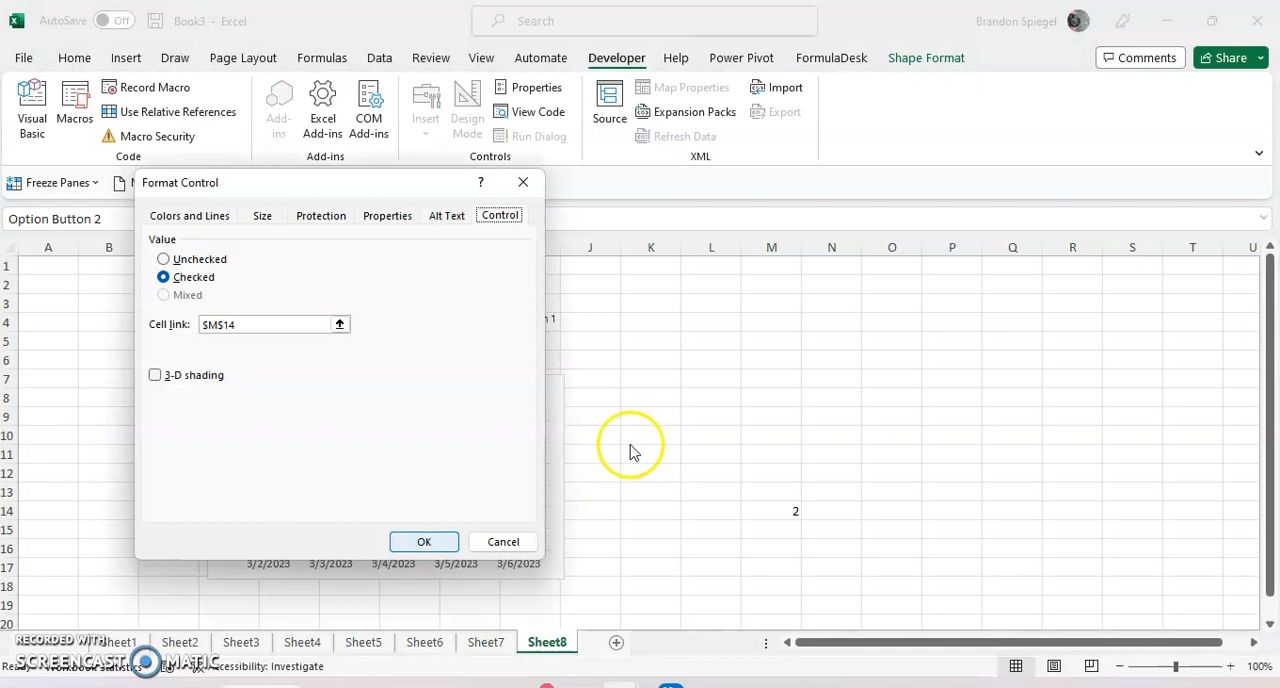 AutoSave Off Book3 - Excel Search Brandon Spiegel
File Home Insert Draw Page Layout Formulas Data Review View Automate Developer Help Power Pivot FormulaDesk Shape Format Comments Share
Visual Basic
Macros
Record Macro
Use Relative References
Macro Security
Code
Add-ins
Excel Add-ins
COM Add-ins
Add-ins
Insert
Design Mode
Properties
View Code
Run Dialog
Controls
Source
Map Properties
Expansion Packs
Refresh Data
Import
Export
XML
Freeze Panes
Option Button 2
Format Control ?
Colors and Lines Size Protection Properties Alt Text Control
Value
Unchecked
Checked
Mixed
Cell link: $M$14
3-D shading
OK Cancel
A B J K L M N O P Q R S T U
1
2
3
4
5
6
7
8
9
10
11
12
13
14 2
15
16
17
18
19
20
n 1
3/2/2023 3/3/2023 3/4/2023 3/5/2023 3/6/2023
Sheet1 Sheet2 Sheet3 Sheet4 Sheet5 Sheet6 Sheet7 Sheet8
RECORDED WITH
SCREENCAST MATIC
Workbook Statistics Accessibility: Investigate 100%